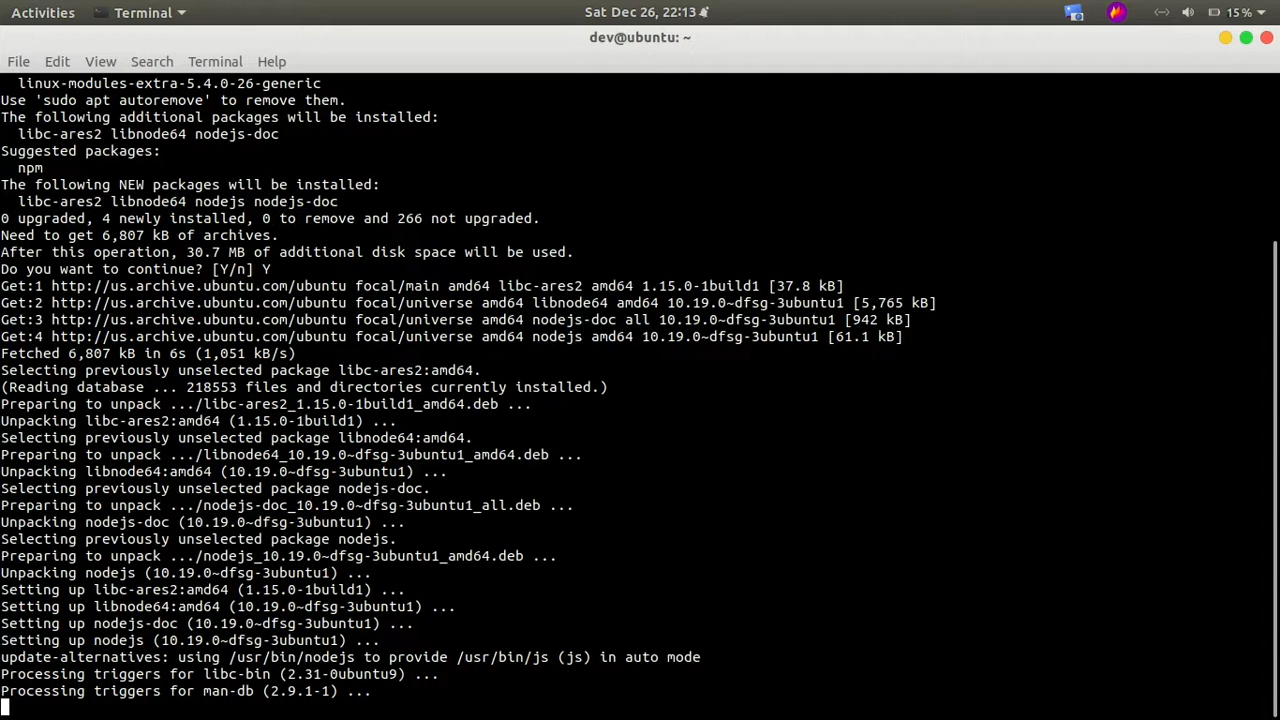 Activities Terminal Sat Dec 26, 22:13 15%
dev@ubuntu: ~
File Edit View Search Terminal Help
  linux-modules-extra-5.4.0-26-generic
Use 'sudo apt autoremove' to remove them.
The following additional packages will be installed:
  libc-ares2 libnode64 nodejs-doc
Suggested packages:
  npm
The following NEW packages will be installed:
  libc-ares2 libnode64 nodejs nodejs-doc
0 upgraded, 4 newly installed, 0 to remove and 266 not upgraded.
Need to get 6,807 kB of archives.
After this operation, 30.7 MB of additional disk space will be used.
Do you want to continue? [Y/n] Y
Get:1 http://us.archive.ubuntu.com/ubuntu focal/main amd64 libc-ares2 amd64 1.15.0-1build1 [37.8 kB]
Get:2 http://us.archive.ubuntu.com/ubuntu focal/universe amd64 libnode64 amd64 10.19.0~dfsg-3ubuntu1 [5,765 kB]
Get:3 http://us.archive.ubuntu.com/ubuntu focal/universe amd64 nodejs-doc all 10.19.0~dfsg-3ubuntu1 [942 kB]
Get:4 http://us.archive.ubuntu.com/ubuntu focal/universe amd64 nodejs amd64 10.19.0~dfsg-3ubuntu1 [61.1 kB]
Fetched 6,807 kB in 6s (1,051 kB/s)
Selecting previously unselected package libc-ares2:amd64.
(Reading database ... 218553 files and directories currently installed.)
Preparing to unpack .../libc-ares2_1.15.0-1build1_amd64.deb ...
Unpacking libc-ares2:amd64 (1.15.0-1build1) ...
Selecting previously unselected package libnode64:amd64.
Preparing to unpack .../libnode64_10.19.0~dfsg-3ubuntu1_amd64.deb ...
Unpacking libnode64:amd64 (10.19.0~dfsg-3ubuntu1) ...
Selecting previously unselected package nodejs-doc.
Preparing to unpack .../nodejs-doc_10.19.0~dfsg-3ubuntu1_all.deb ...
Unpacking nodejs-doc (10.19.0~dfsg-3ubuntu1) ...
Selecting previously unselected package nodejs.
Preparing to unpack .../nodejs_10.19.0~dfsg-3ubuntu1_amd64.deb ...
Unpacking nodejs (10.19.0~dfsg-3ubuntu1) ...
Setting up libc-ares2:amd64 (1.15.0-1build1) ...
Setting up libnode64:amd64 (10.19.0~dfsg-3ubuntu1) ...
Setting up nodejs-doc (10.19.0~dfsg-3ubuntu1) ...
Setting up nodejs (10.19.0~dfsg-3ubuntu1) ...
update-alternatives: using /usr/bin/nodejs to provide /usr/bin/js (js) in auto mode
Processing triggers for libc-bin (2.31-0ubuntu9) ...
Processing triggers for man-db (2.9.1-1) ...